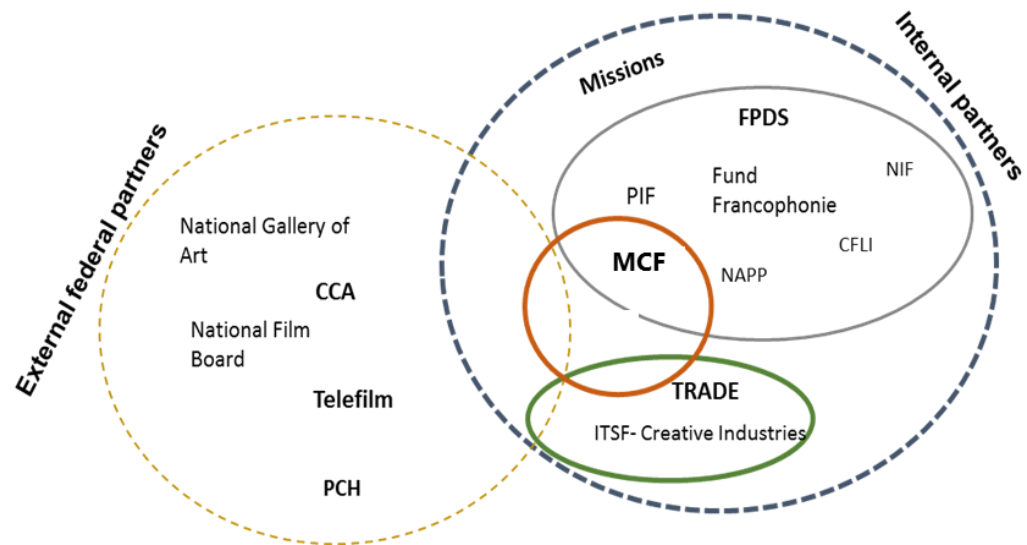 External federal partners
National Gallery of
Art
CCA
National Film
Board
Telefilm
PCH
Missions
Internal partners
FPDS
NIF
PIF
Fund
Francophonie
CFLI
MCF
NAPP
TRADE
ITSF- Creative Industries